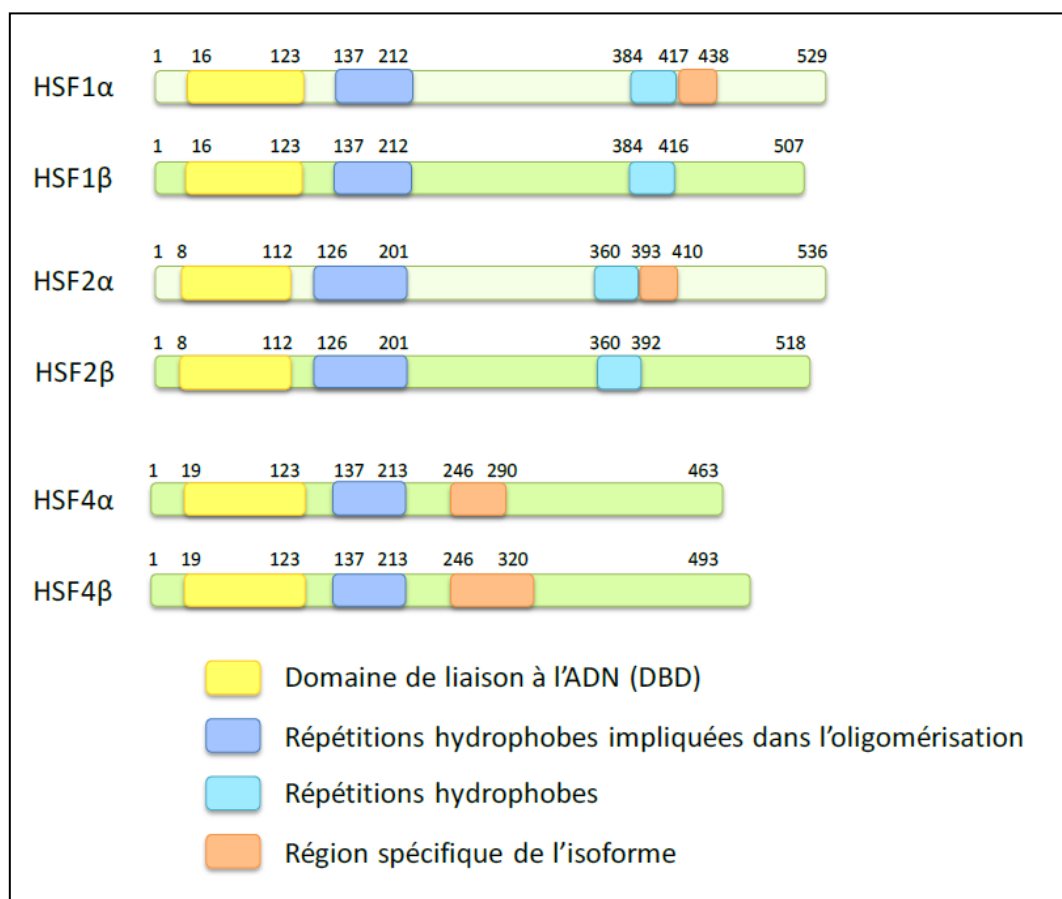 1 16 123 137 212 384 417 438 529
HSF1α
1 16 123 137 212 384 416 507
HSF1β
1 8 112 126 201 360 393 410 536
HSF2α
1 8 112 126 201 360 392 518
HSF2β
1 19 123 137 213 246 290 463
HSF4α
1 19 123 137 213 246 320 493
HSF4β
Domaine de liaison à l'ADN (DBD)
Répétitions hydrophobes impliquées dans l'oligomérisation
Répétitions hydrophobes
Région spécifique de l'isoforme